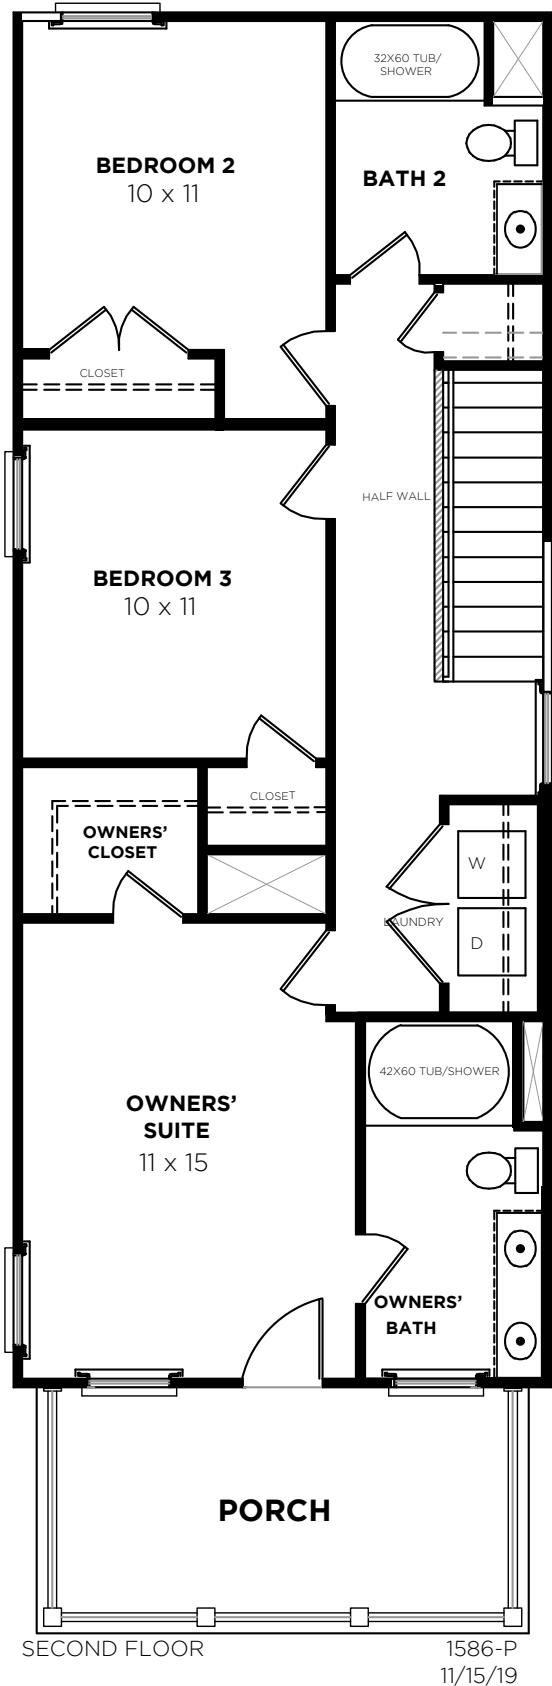 32X60 TUB/
SHOWER
BEDROOM 2
10 x 11
BATH 2
CLOSET
HALF WALL
BEDROOM 3
10 x 11
CLOSET
OWNERS'
CLOSET
W
LAUNDRY
D
42X60 TUB/SHOWER
OWNERS'
SUITE
11 x 15
OWNERS'
BATH
PORCH
SECOND FLOOR
1586-P
11/15/19